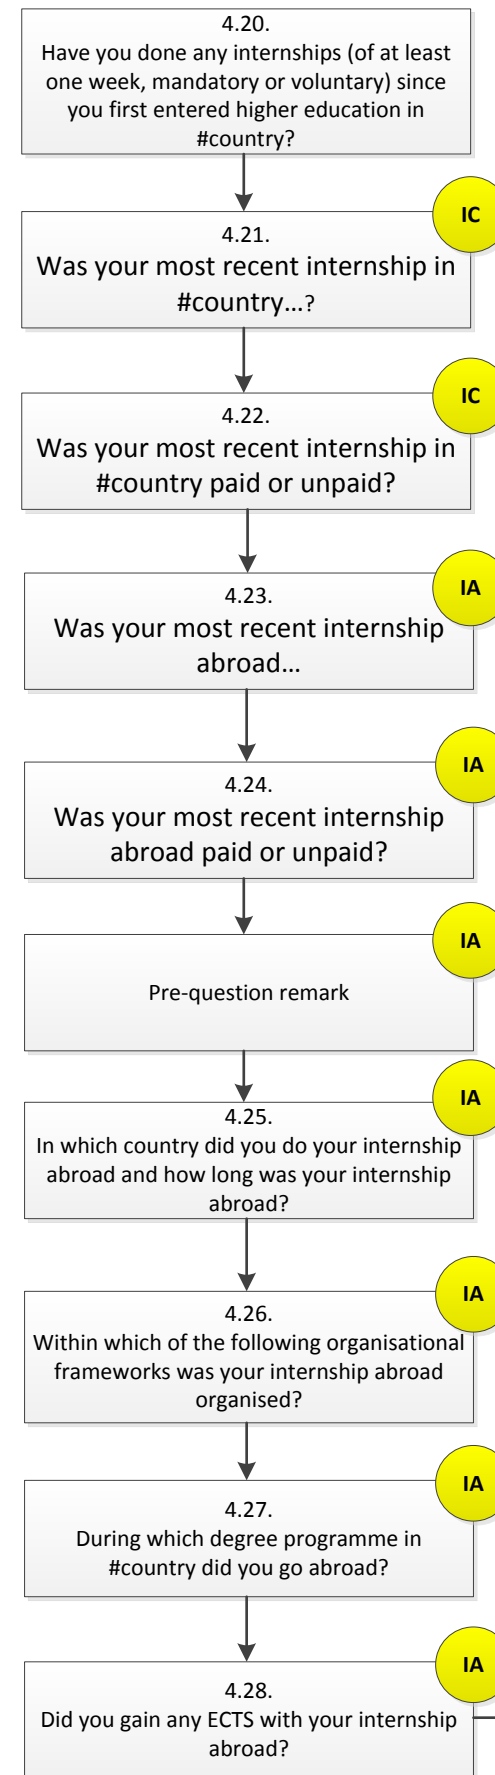 4.20.
Have you done any internships (of at least
one week, mandatory or voluntary) since
you first entered higher education in
#country?
IC
4.21.
Was your most recent internship in
#country...?
IC
4.22.
Was your most recent internship in
#country paid or unpaid?
IA
4.23.
Was your most recent internship
abroad...
IA
4.24.
Was your most recent internship
abroad paid or unpaid?
IA
Pre-question remark
IA
4.25.
In which country did you do your internship
abroad and how long was your internship
abroad?
IA
4.26.
Within which of the following organisational
frameworks was your internship abroad
organised?
IA
4.27.
During which degree programme in
#country did you go abroad?
IA
4.28.
Did you gain any ECTS with your internship
abroad?